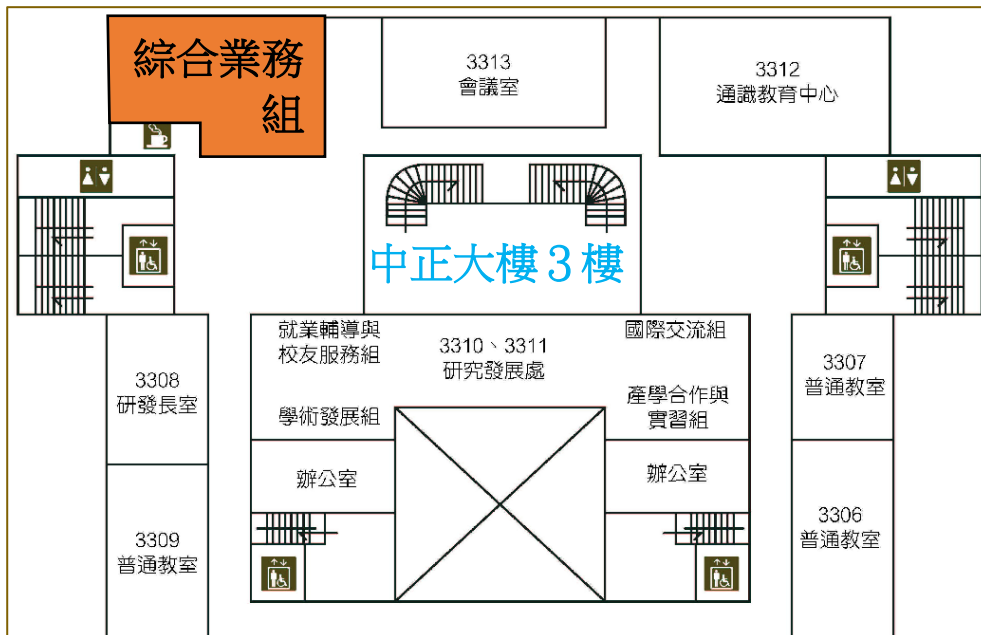 綜合業務
組
3313
會議室
3312
通識教育中心
中正大樓３樓
就業輔導與
校友服務組
3310、3311
研究發展處
國際交流組
3308
研發長室
學術發展組
產學合作與
實習組
3307
普通教室
辦公室
辦公室
3309
普通教室
3306
普通教室